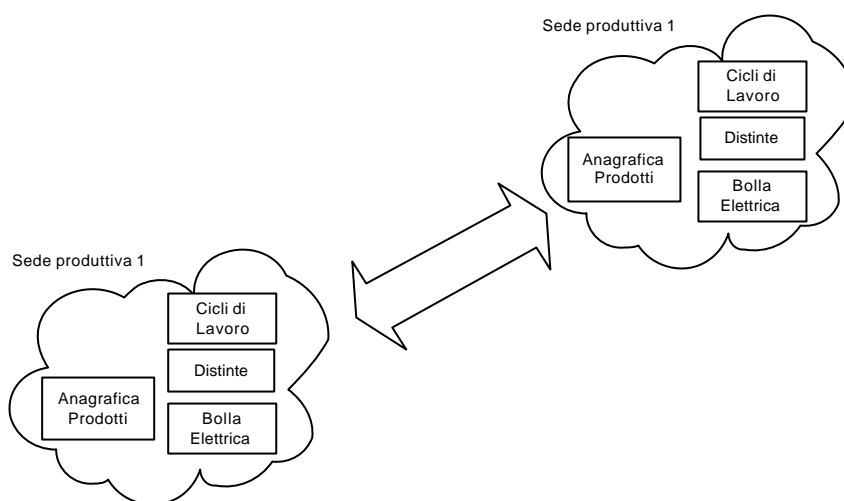 Sede produttiva 1
Cicli di
Lavoro
Distinte
Anagrafica
Prodotti
Bolla
Elettrica
Sede produttiva 1
Cicli di
Lavoro
Distinte
Anagrafica
Prodotti
Bolla
Elettrica